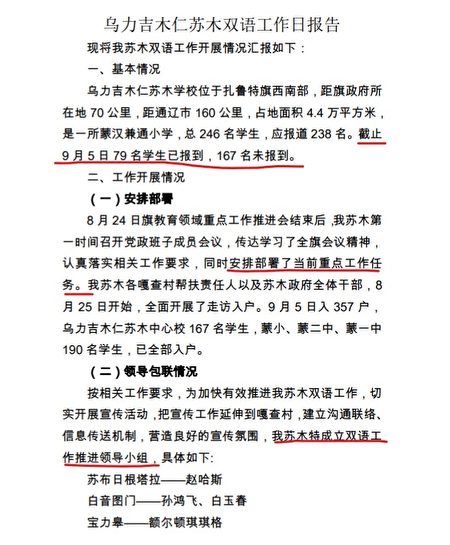 乌力吉木仁苏木双语工作日报告
现将我苏木双语工作开展情况汇报如下：
一、基本情况
乌力吉木仁苏木学校位于扎鲁特旗西南部，距旗政府所
在地 70 公里，距通辽市 160 公里，占地面积 4.4 万平方米，
是一所蒙汉兼通小学，总 246 名学生，应报道 238 名。截止
9 月 5 日 79 名学生已报到，167 名未报到。
二、工作开展情况
（一）安排部署
8 月 24 日旗教育领域重点工作推进会结束后，我苏木第
一时间召开党政班子成员会议，传达学习了全旗会议精神，
认真落实相关工作要求，同时安排部署了当前重点工作任
务。我苏木各嘎查村帮扶责任人以及苏木政府全体干部，8
月 25 日开始，全面开展了走访入户。9 月 5 日入 357 户，
乌力吉木仁苏木中心校 167 名学生，蒙小、蒙二中、蒙一中
190 名学生，已全部入户。
（二）领导包联情况
按相关工作要求，为加快有效推进我苏木双语工作，切
实开展宣传活动，把宣传工作延伸到嘎查村，建立沟通联络、
信息传送机制，营造良好的宣传氛围，我苏木特成立双语工
作推进领导小组，具体如下:
苏布日根塔拉——赵哈斯
白音图门——孙鸿飞、白玉春
宝力皋——额尔顿琪琪格